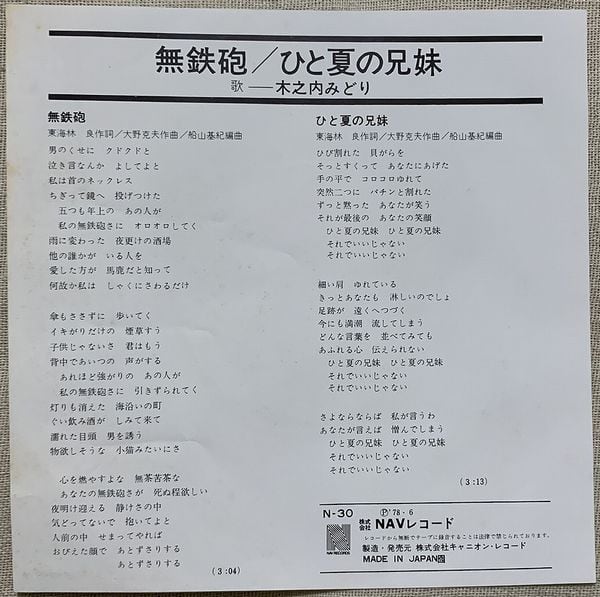 無鉄砲／ひと夏の兄妹
歌──木之内みどり
無鉄砲
東海林　良作詞／大野克夫作曲／船山基紀編曲
男のくせに　クドクドと
泣き言なんか　よしてよと
私は首のネックレス
ちぎって鏡へ　投げつけた
五つも年上の　あの人が
私の無鉄砲さに　オロオロしてく
雨に変わった　夜更けの酒場
他の誰かが　いる人を
愛した方が　馬鹿だと知って
何故か私は　しゃくにさわるだけ
傘もささずに　歩いてく
イキがりだけの　煙草すう
子供じゃないさ　君はもう
背中であいつの　声がする
あれほど強がりの　あの人が
私の無鉄砲さに　引きずられてく
灯りも消えた　海沿いの町
ぐい飲み酒が　しみて来て
濡れた目頭　男を誘う
物欲しそうな　小猫みたいにさ
心を燃やすよな　無茶苦茶な
あなたの無鉄砲さが　死ぬ程欲しい
夜明け迎える　静けさの中
気どってないで　抱いてよと
人前の中　せまってやれば
おびえた顔で　あとずさりする
あとずさりする
(3:04)
ひと夏の兄妹
東海林　良作詞／大野克夫作曲／船山基紀編曲
ひび割れた　貝がらを
そっとすくって　あなたにあげた
手の平で　コロコロゆれて
突然二つに　パチンと割れた
ずっと黙った　あなたが笑う
それが最後の　あなたの笑顔
ひと夏の兄妹　ひと夏の兄妹
それでいいじゃない
それでいいじゃない
細い肩　ゆれている
きっとあなたも　淋しいのでしょ
足跡が　遠くへつづく
今にも満潮　流してしまう
どんな言葉を　並べてみても
あふれる心　伝えられない
ひと夏の兄妹　ひと夏の兄妹
それでいいじゃない
それでいいじゃない
さよならならば　私が言うわ
あなたが言えば　憎んでしまう
ひと夏の兄妹　ひと夏の兄妹
それでいいじゃない
それでいいじゃない
(3:13)
N-30　Ⓟ'78・6
株式会社 NAVレコード
NAV RECORDS
レコードから無断でテープに録音することは法律で禁じられております。
製造・発売元　株式会社キャニオン・レコード
MADE IN JAPAN